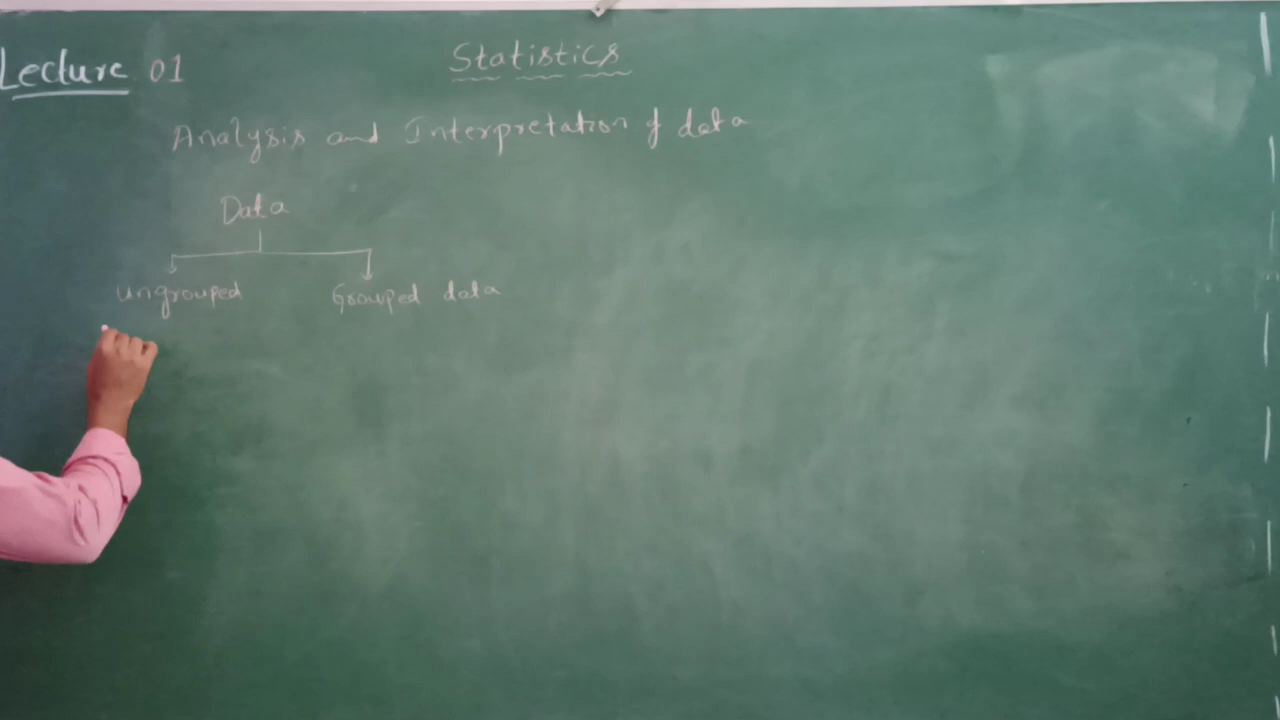 Lecture 01
Statistics
Analysis and Interpretation of data
Data
ungrouped
Grouped data